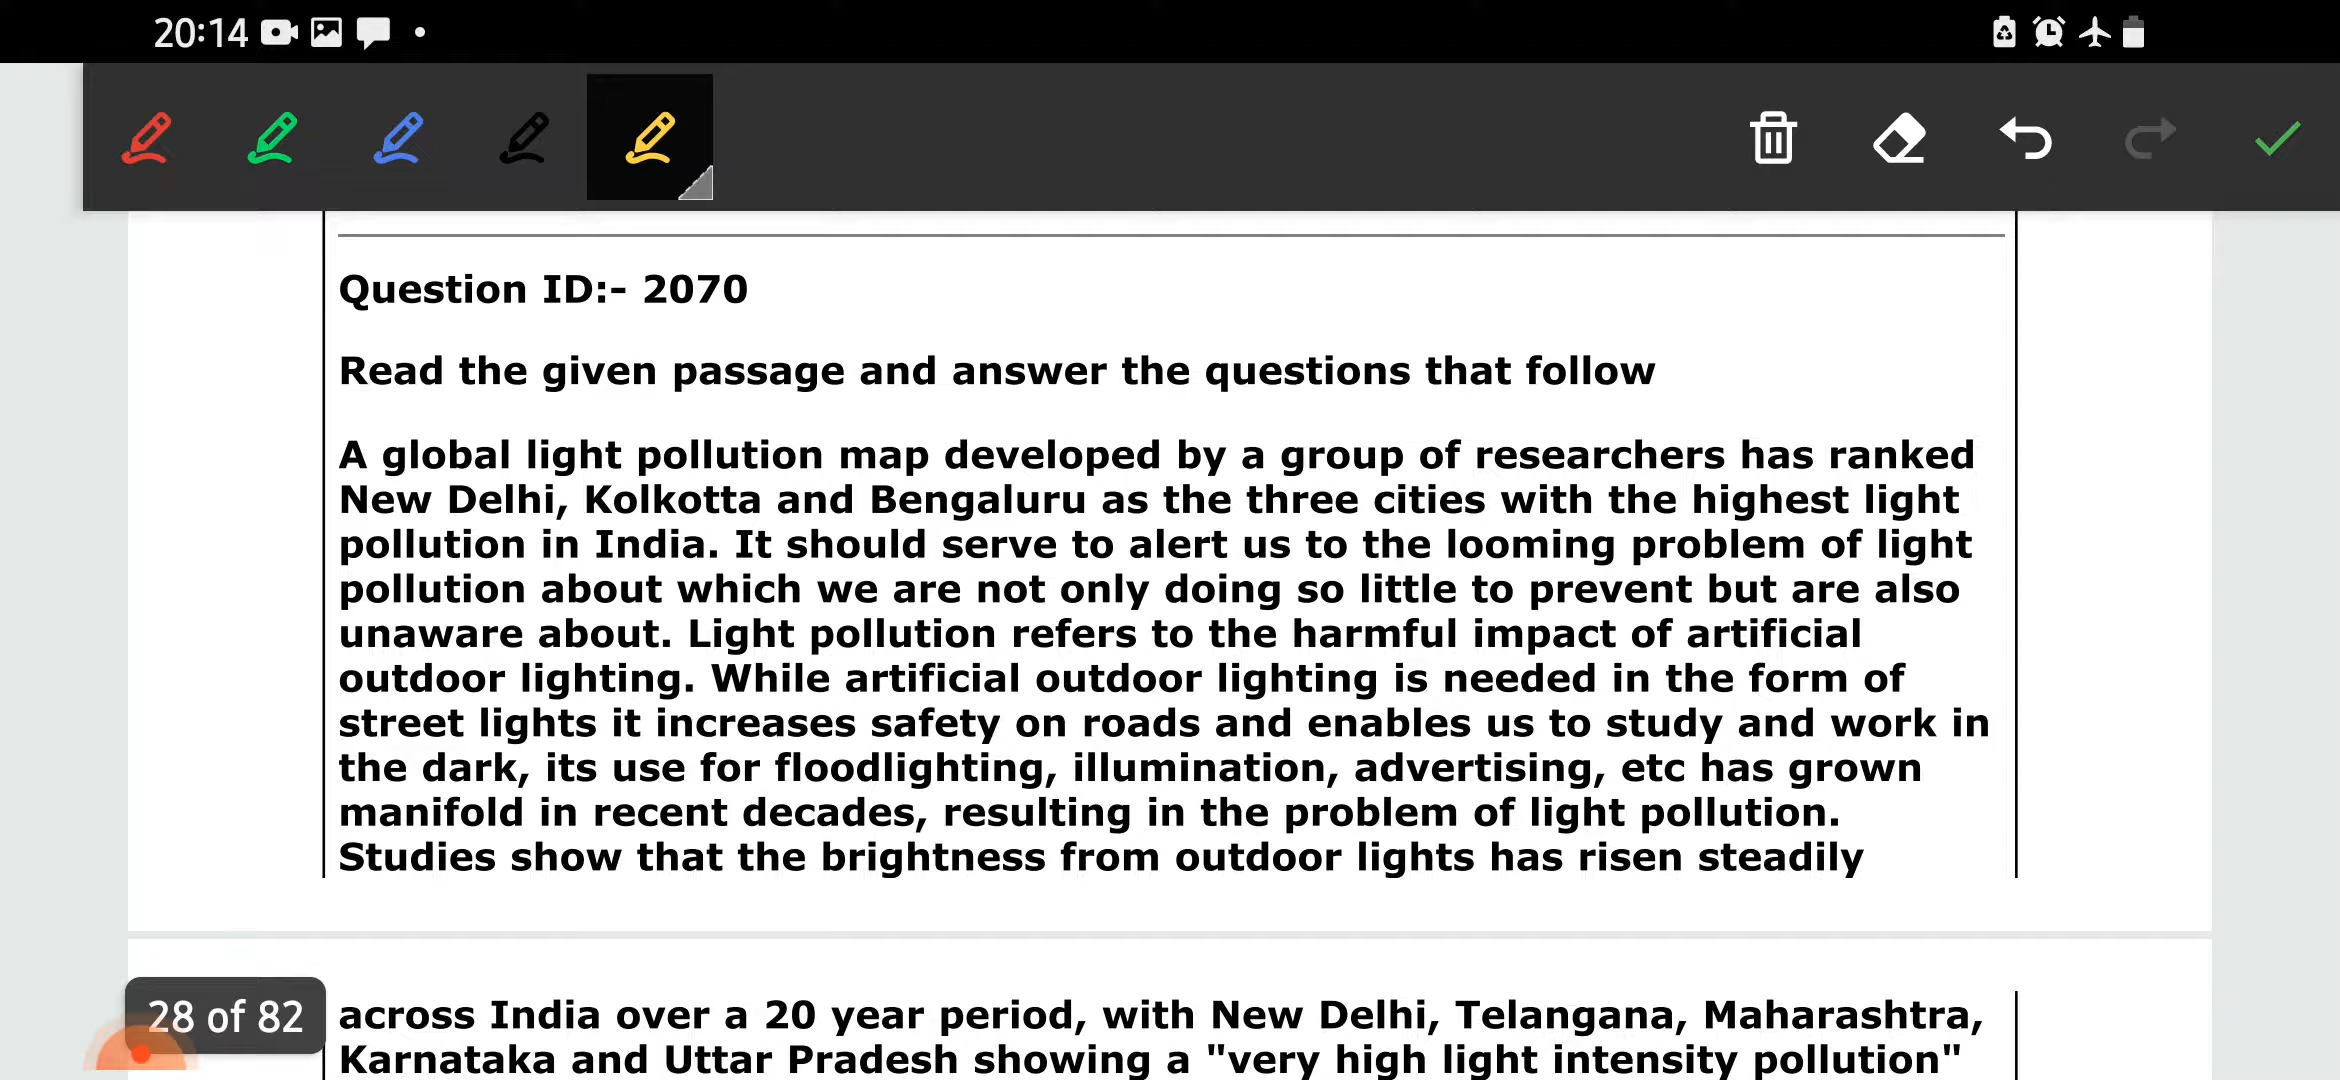 20:14
Question ID:- 2070
Read the given passage and answer the questions that follow
A global light pollution map developed by a group of researchers has ranked
New Delhi, Kolkotta and Bengaluru as the three cities with the highest light
pollution in India. It should serve to alert us to the looming problem of light
pollution about which we are not only doing so little to prevent but are also
unaware about. Light pollution refers to the harmful impact of artificial
outdoor lighting. While artificial outdoor lighting is needed in the form of
street lights it increases safety on roads and enables us to study and work in
the dark, its use for floodlighting, illumination, advertising, etc has grown
manifold in recent decades, resulting in the problem of light pollution.
Studies show that the brightness from outdoor lights has risen steadily
28 of 82
across India over a 20 year period, with New Delhi, Telangana, Maharashtra,
Karnataka and Uttar Pradesh showing a "very high light intensity pollution"